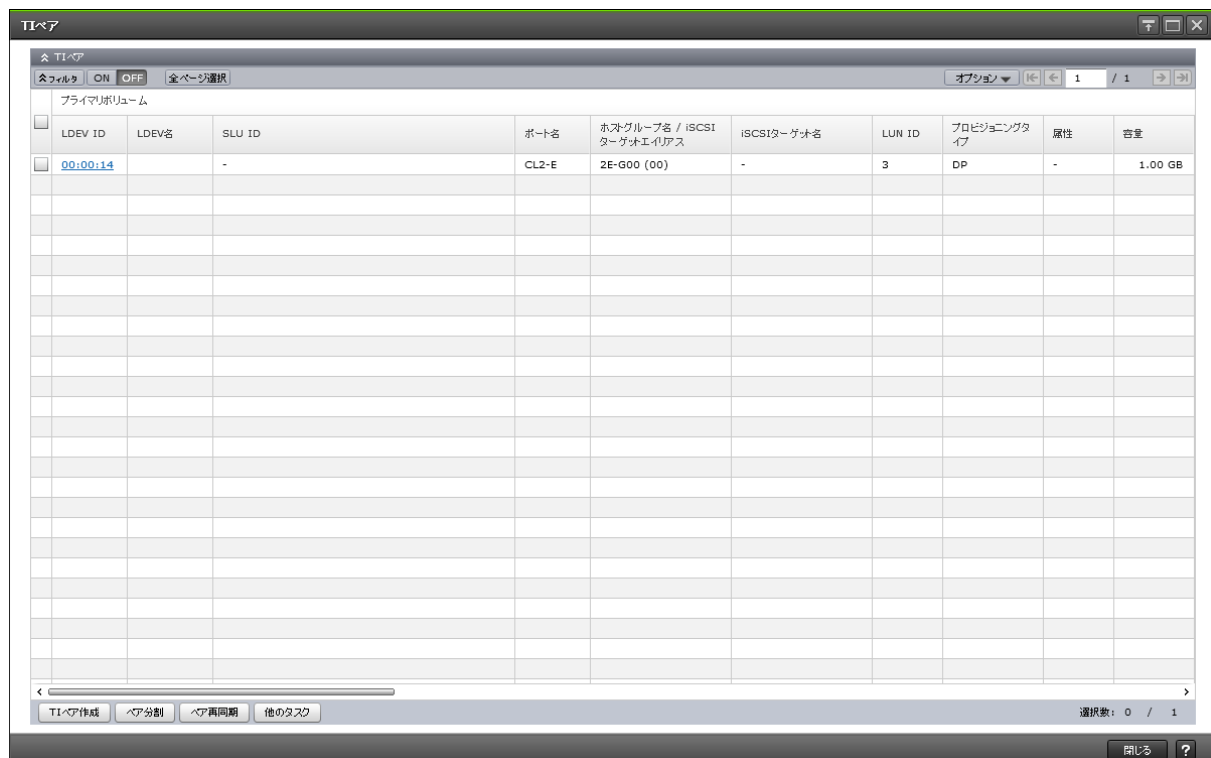 TIペア
TIペア
フィルタ ON OFF 全ページ選択 オプション 1 / 1
プライマリボリューム
LDEV ID LDEV名 SLU ID ポート名 ホストグループ名 / iSCSI ターゲットエイリアス iSCSIターゲット名 LUN ID プロビジョニングタイプ 属性 容量
00:00:14 - CL2-E 2E-G00 (00) - 3 DP - 1.00 GB
TIペア作成 ペア分割 ペア再同期 他のタスク 選択数: 0 / 1
閉じる ?